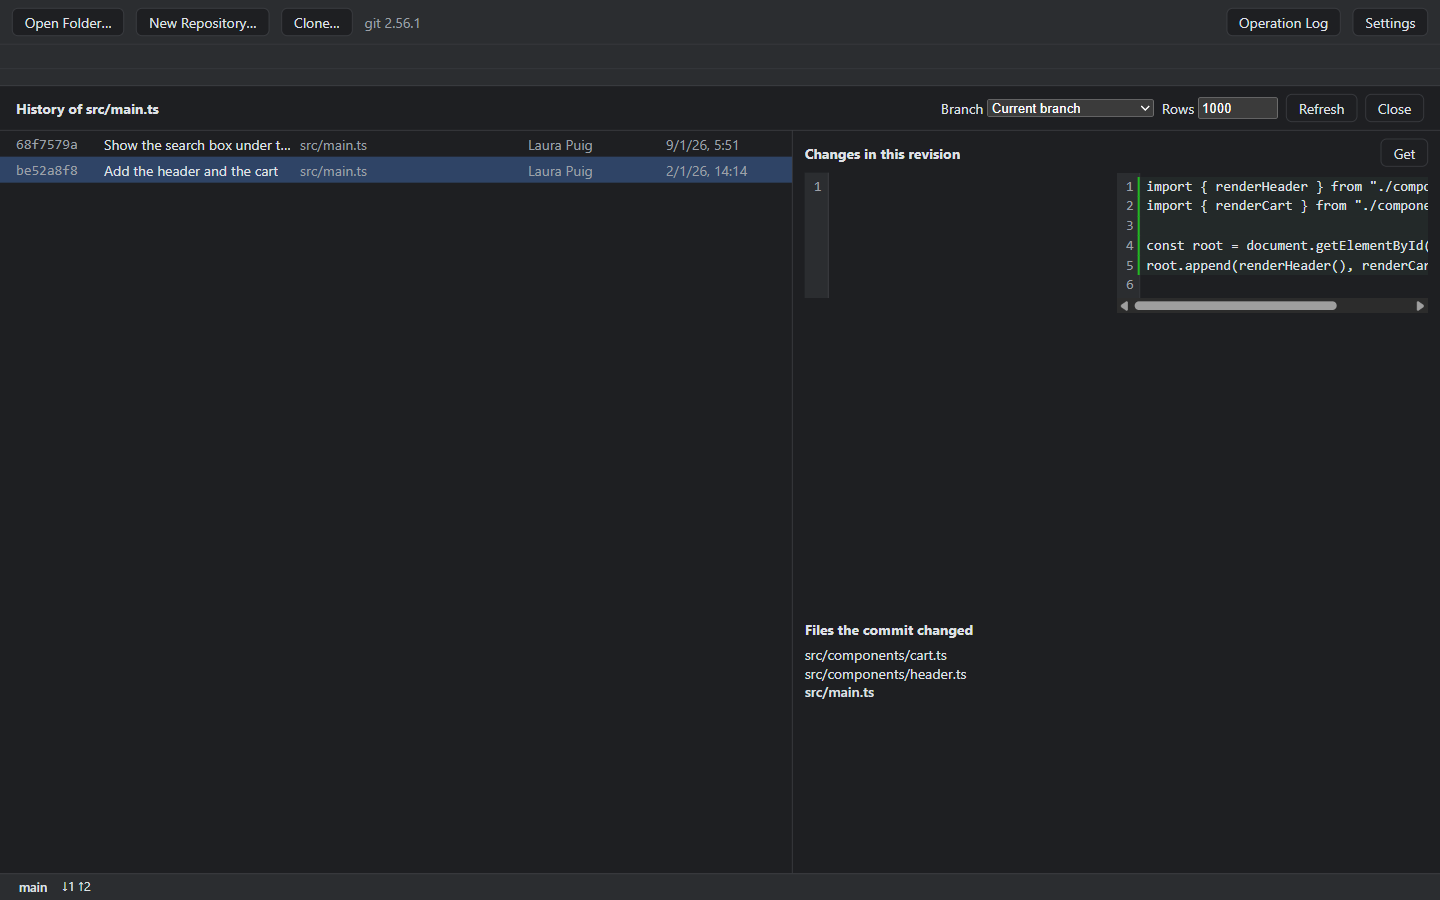 Open Folder... New Repository... Clone... git 2.56.1 Operation Log Settings
History of src/main.ts Branch Current branch Rows 1000 Refresh Close
68f7579a Show the search box under t... src/main.ts Laura Puig 9/1/26, 5:51
be52a8f8 Add the header and the cart src/main.ts Laura Puig 2/1/26, 14:14
Changes in this revision Get
1
1 import { renderHeader } from "./compo
2 import { renderCart } from "./compone
3
4 const root = document.getElementById(
5 root.append(renderHeader(), renderCar
6
Files the commit changed
src/components/cart.ts
src/components/header.ts
src/main.ts
main ↓1 ↑2